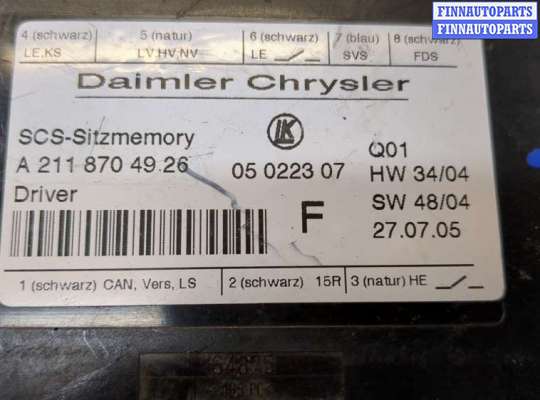 FINNAUTOPARTS
FINNAUTOPARTS
4 (schwarz) 5 (natur) 6 (schwarz) 7 (blau) 8 (schwarz)
LE,KS LV,HV,NV LE SVS FDS
Daimler Chrysler
SCS-Sitzmemory LK Q01
A 211 870 49 26 05 0223 07 HW 34/04
Driver F SW 48/04
27.07.05
1 (schwarz) CAN, Vers, LS 2 (schwarz) 15R 3 (natur) HE